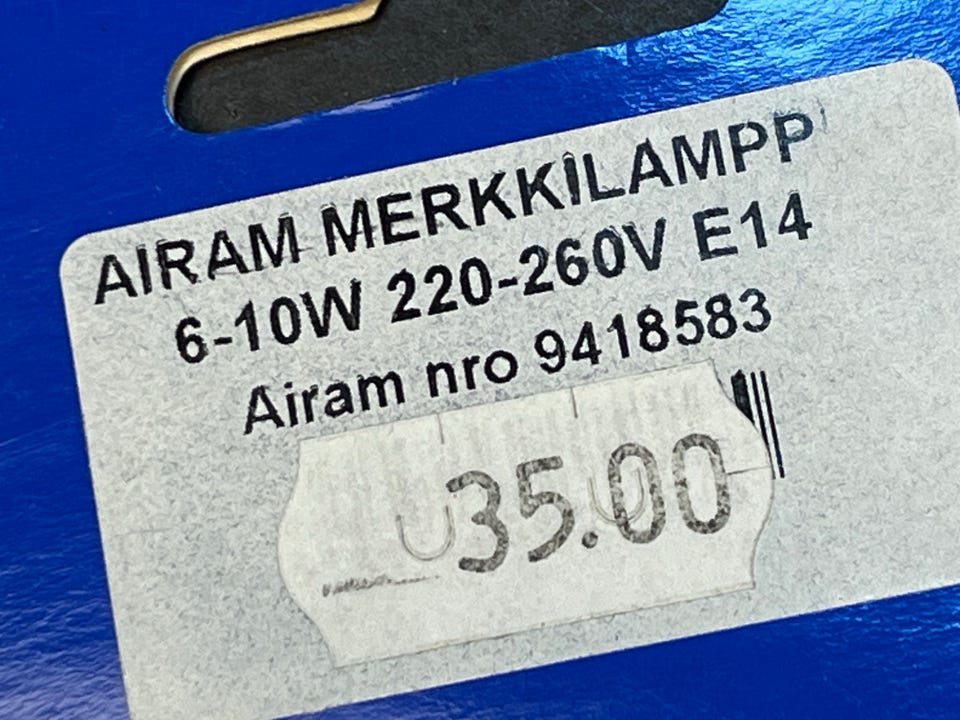 AIRAM MERKKILAMPP
6-10W 220-260V E14
Airam nro 9418583
35.00